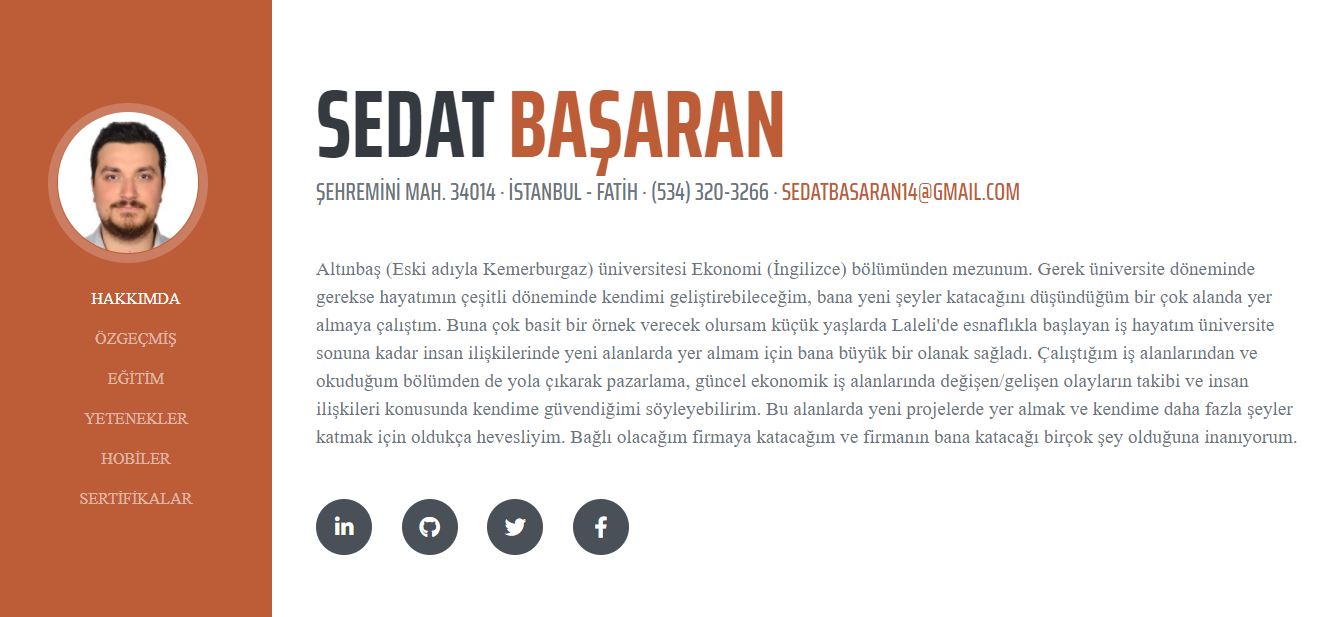 HAKKIMDA
ÖZGEÇMİŞ
EĞİTİM
YETENEKLER
HOBİLER
SERTİFİKALAR
SEDAT BAŞARAN
ŞEHREMİNİ MAH. 34014 · İSTANBUL - FATİH · (534) 320-3266 · SEDATBASARAN14@GMAIL.COM
Altınbaş (Eski adıyla Kemerburgaz) üniversitesi Ekonomi (İngilizce) bölümünden mezunum. Gerek üniversite döneminde
gerekse hayatımın çeşitli döneminde kendimi geliştirebileceğim, bana yeni şeyler katacağını düşündüğüm bir çok alanda yer
almaya çalıştım. Buna çok basit bir örnek verecek olursam küçük yaşlarda Laleli'de esnaflıkla başlayan iş hayatım üniversite
sonuna kadar insan ilişkilerinde yeni alanlarda yer almam için bana büyük bir olanak sağladı. Çalıştığım iş alanlarından ve
okuduğum bölümden de yola çıkarak pazarlama, güncel ekonomik iş alanlarında değişen/gelişen olayların takibi ve insan
ilişkileri konusunda kendime güvendiğimi söyleyebilirim. Bu alanlarda yeni projelerde yer almak ve kendime daha fazla şeyler
katmak için oldukça hevesliyim. Bağlı olacağım firmaya katacağım ve firmanın bana katacağı birçok şey olduğuna inanıyorum.